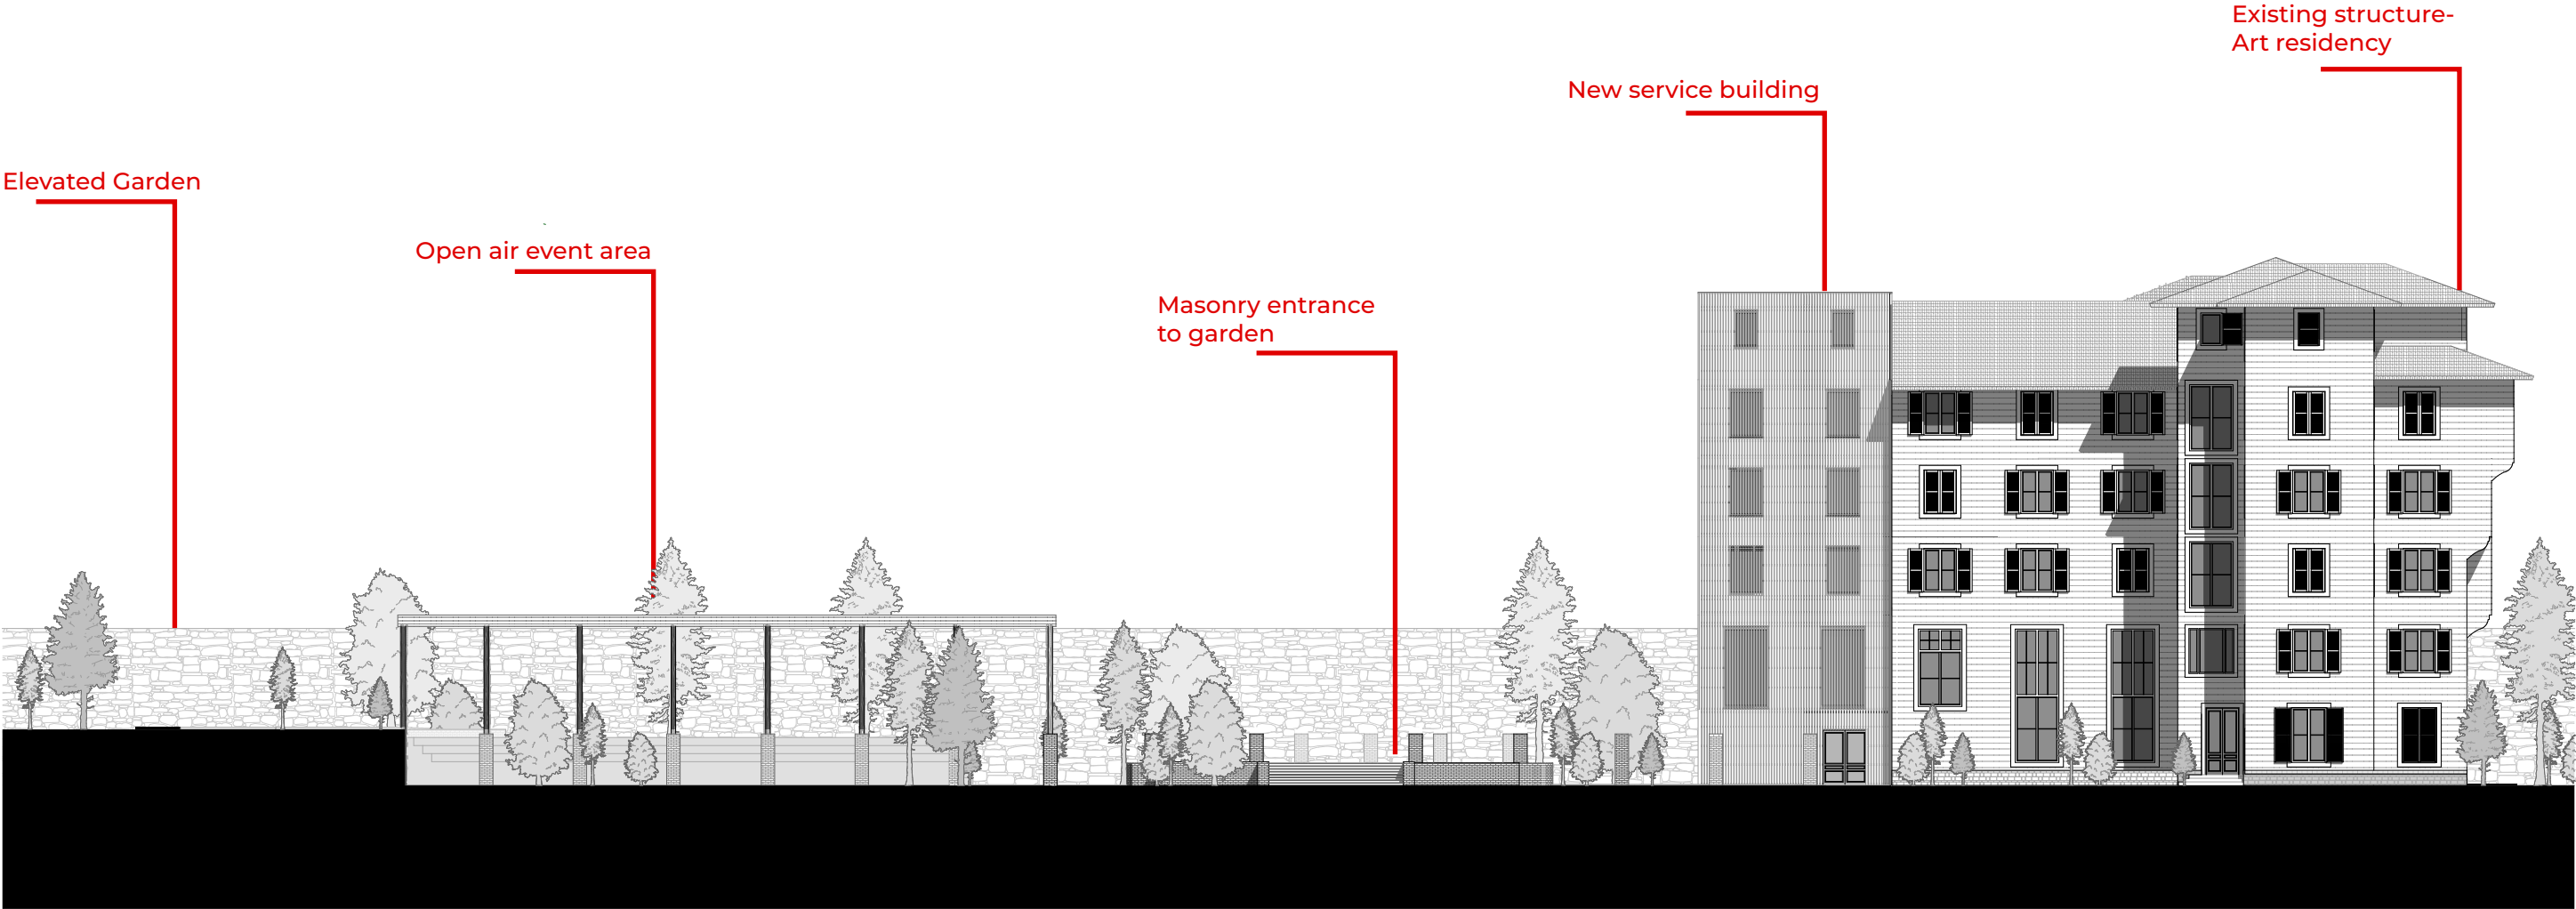 Existing structure-
Art residency
New service building
Elevated Garden
Open air event area
Masonry entrance
to garden